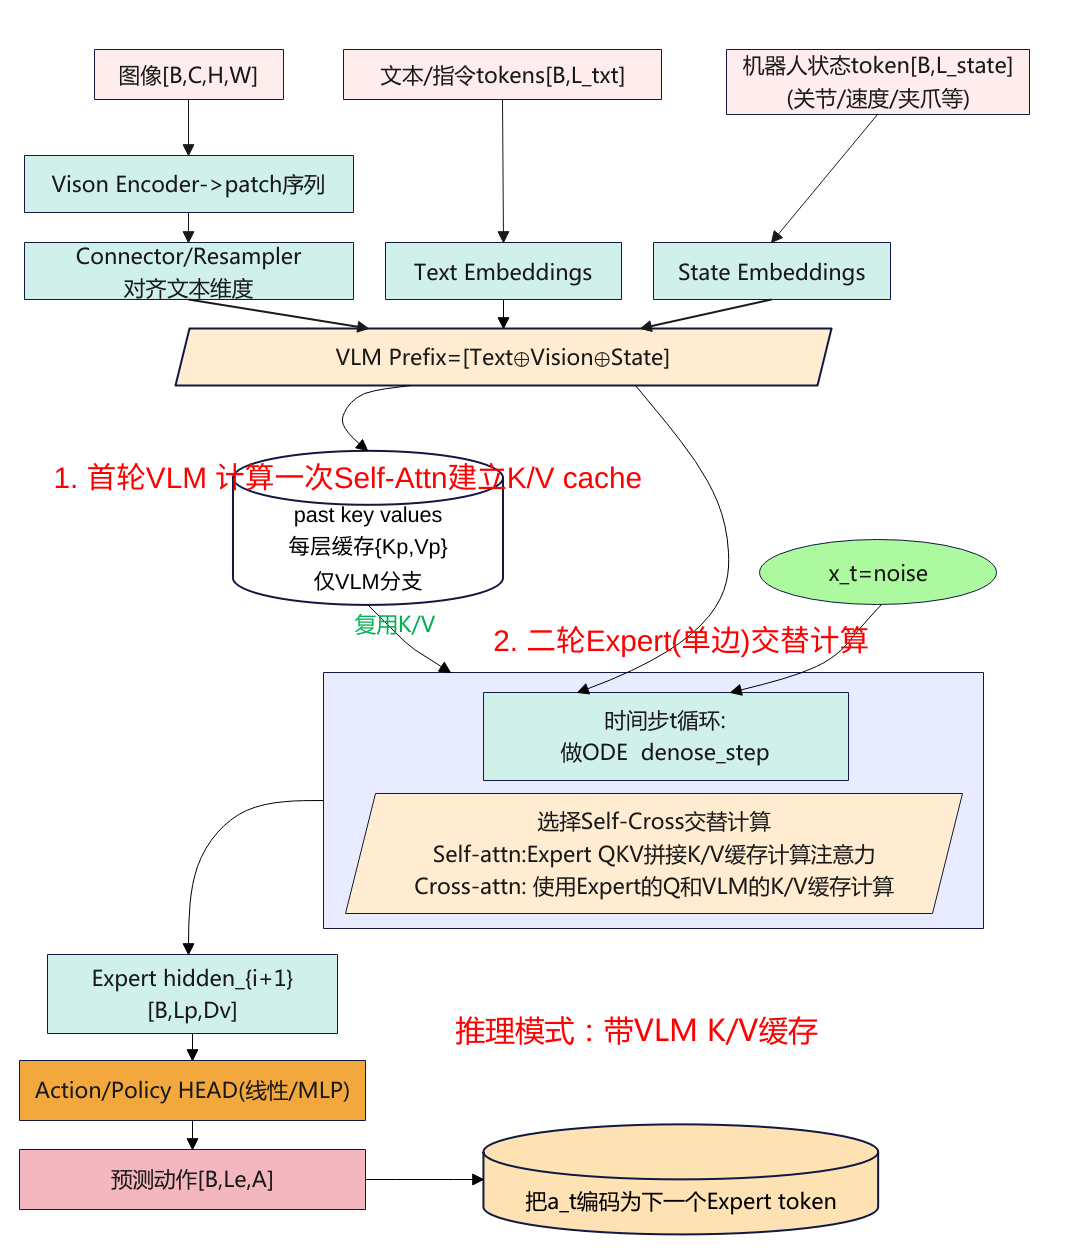 图像[B,C,H,W]
文本/指令tokens[B,L_txt]
机器人状态token[B,L_state]
(关节/速度/夹爪等)
Vison Encoder->patch序列
Connector/Resampler
对齐文本维度
Text Embeddings
State Embeddings
VLM Prefix=[Text⊕Vision⊕State]
1. 首轮VLM 计算一次Self-Attn建立K/V cache
past key values
每层缓存{Kp,Vp}
仅VLM分支
x_t=noise
复用K/V
2. 二轮Expert(单边)交替计算
时间步t循环:
做ODE  denose_step
选择Self-Cross交替计算
Self-attn:Expert QKV拼接K/V缓存计算注意力
Cross-attn: 使用Expert的Q和VLM的K/V缓存计算
Expert hidden_{i+1}
[B,Lp,Dv]
推理模式：带VLM K/V缓存
Action/Policy HEAD(线性/MLP)
预测动作[B,Le,A]
把a_t编码为下一个Expert token